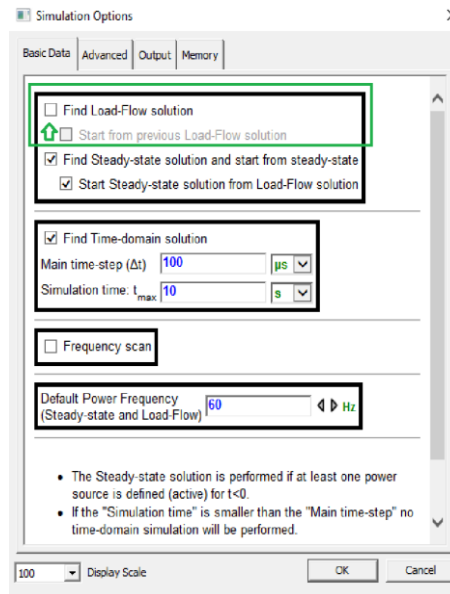 Simulation Options
Basic Data Advanced Output Memory
Find Load-Flow solution
Start from previous Load-Flow solution
Find Steady-state solution and start from steady-state
Start Steady-state solution from Load-Flow solution
Find Time-domain solution
Main time-step (Δt) 100 µs
Simulation time: tmax 10 s
Frequency scan
Default Power Frequency
(Steady-state and Load-Flow) 60 Hz
• The Steady-state solution is performed if at least one power
source is defined (active) for t<0.
• If the "Simulation time" is smaller than the "Main time-step" no
time-domain simulation will be performed.
100 Display Scale OK Cancel